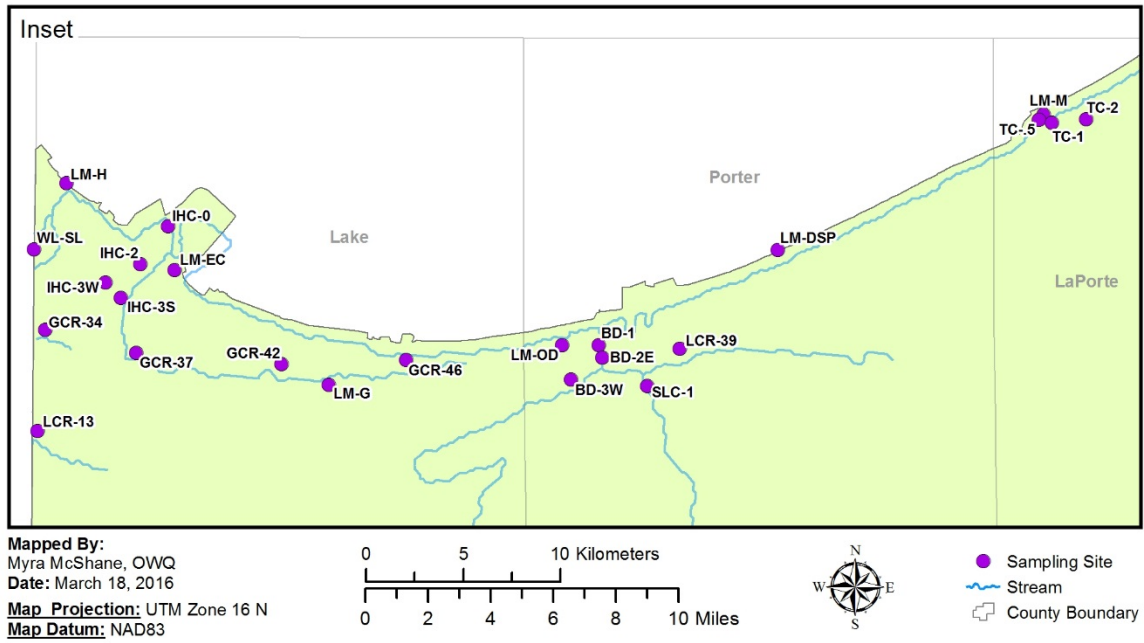 Inset
LM-M
TC-2
TC-.5
TC-1
Porter
LM-H
IHC-0
Lake
WL-SL
LM-DSP
IHC-2
LM-EC
LaPorte
IHC-3W
IHC-3S
GCR-34
BD-1
LCR-39
GCR-42
LM-OD
BD-2E
GCR-37
GCR-46
LM-G
BD-3W
SLC-1
LCR-13
Mapped By:
Myra McShane, OWQ
Date: March 18, 2016
Map Projection: UTM Zone 16 N
Map Datum: NAD83
0 5 10 Kilometers
0 2 4 6 8 10 Miles
N
W E
S
Sampling Site
Stream
County Boundary